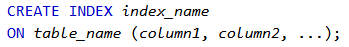 CREATE INDEX index_name
ON table_name (column1, column2, ...);